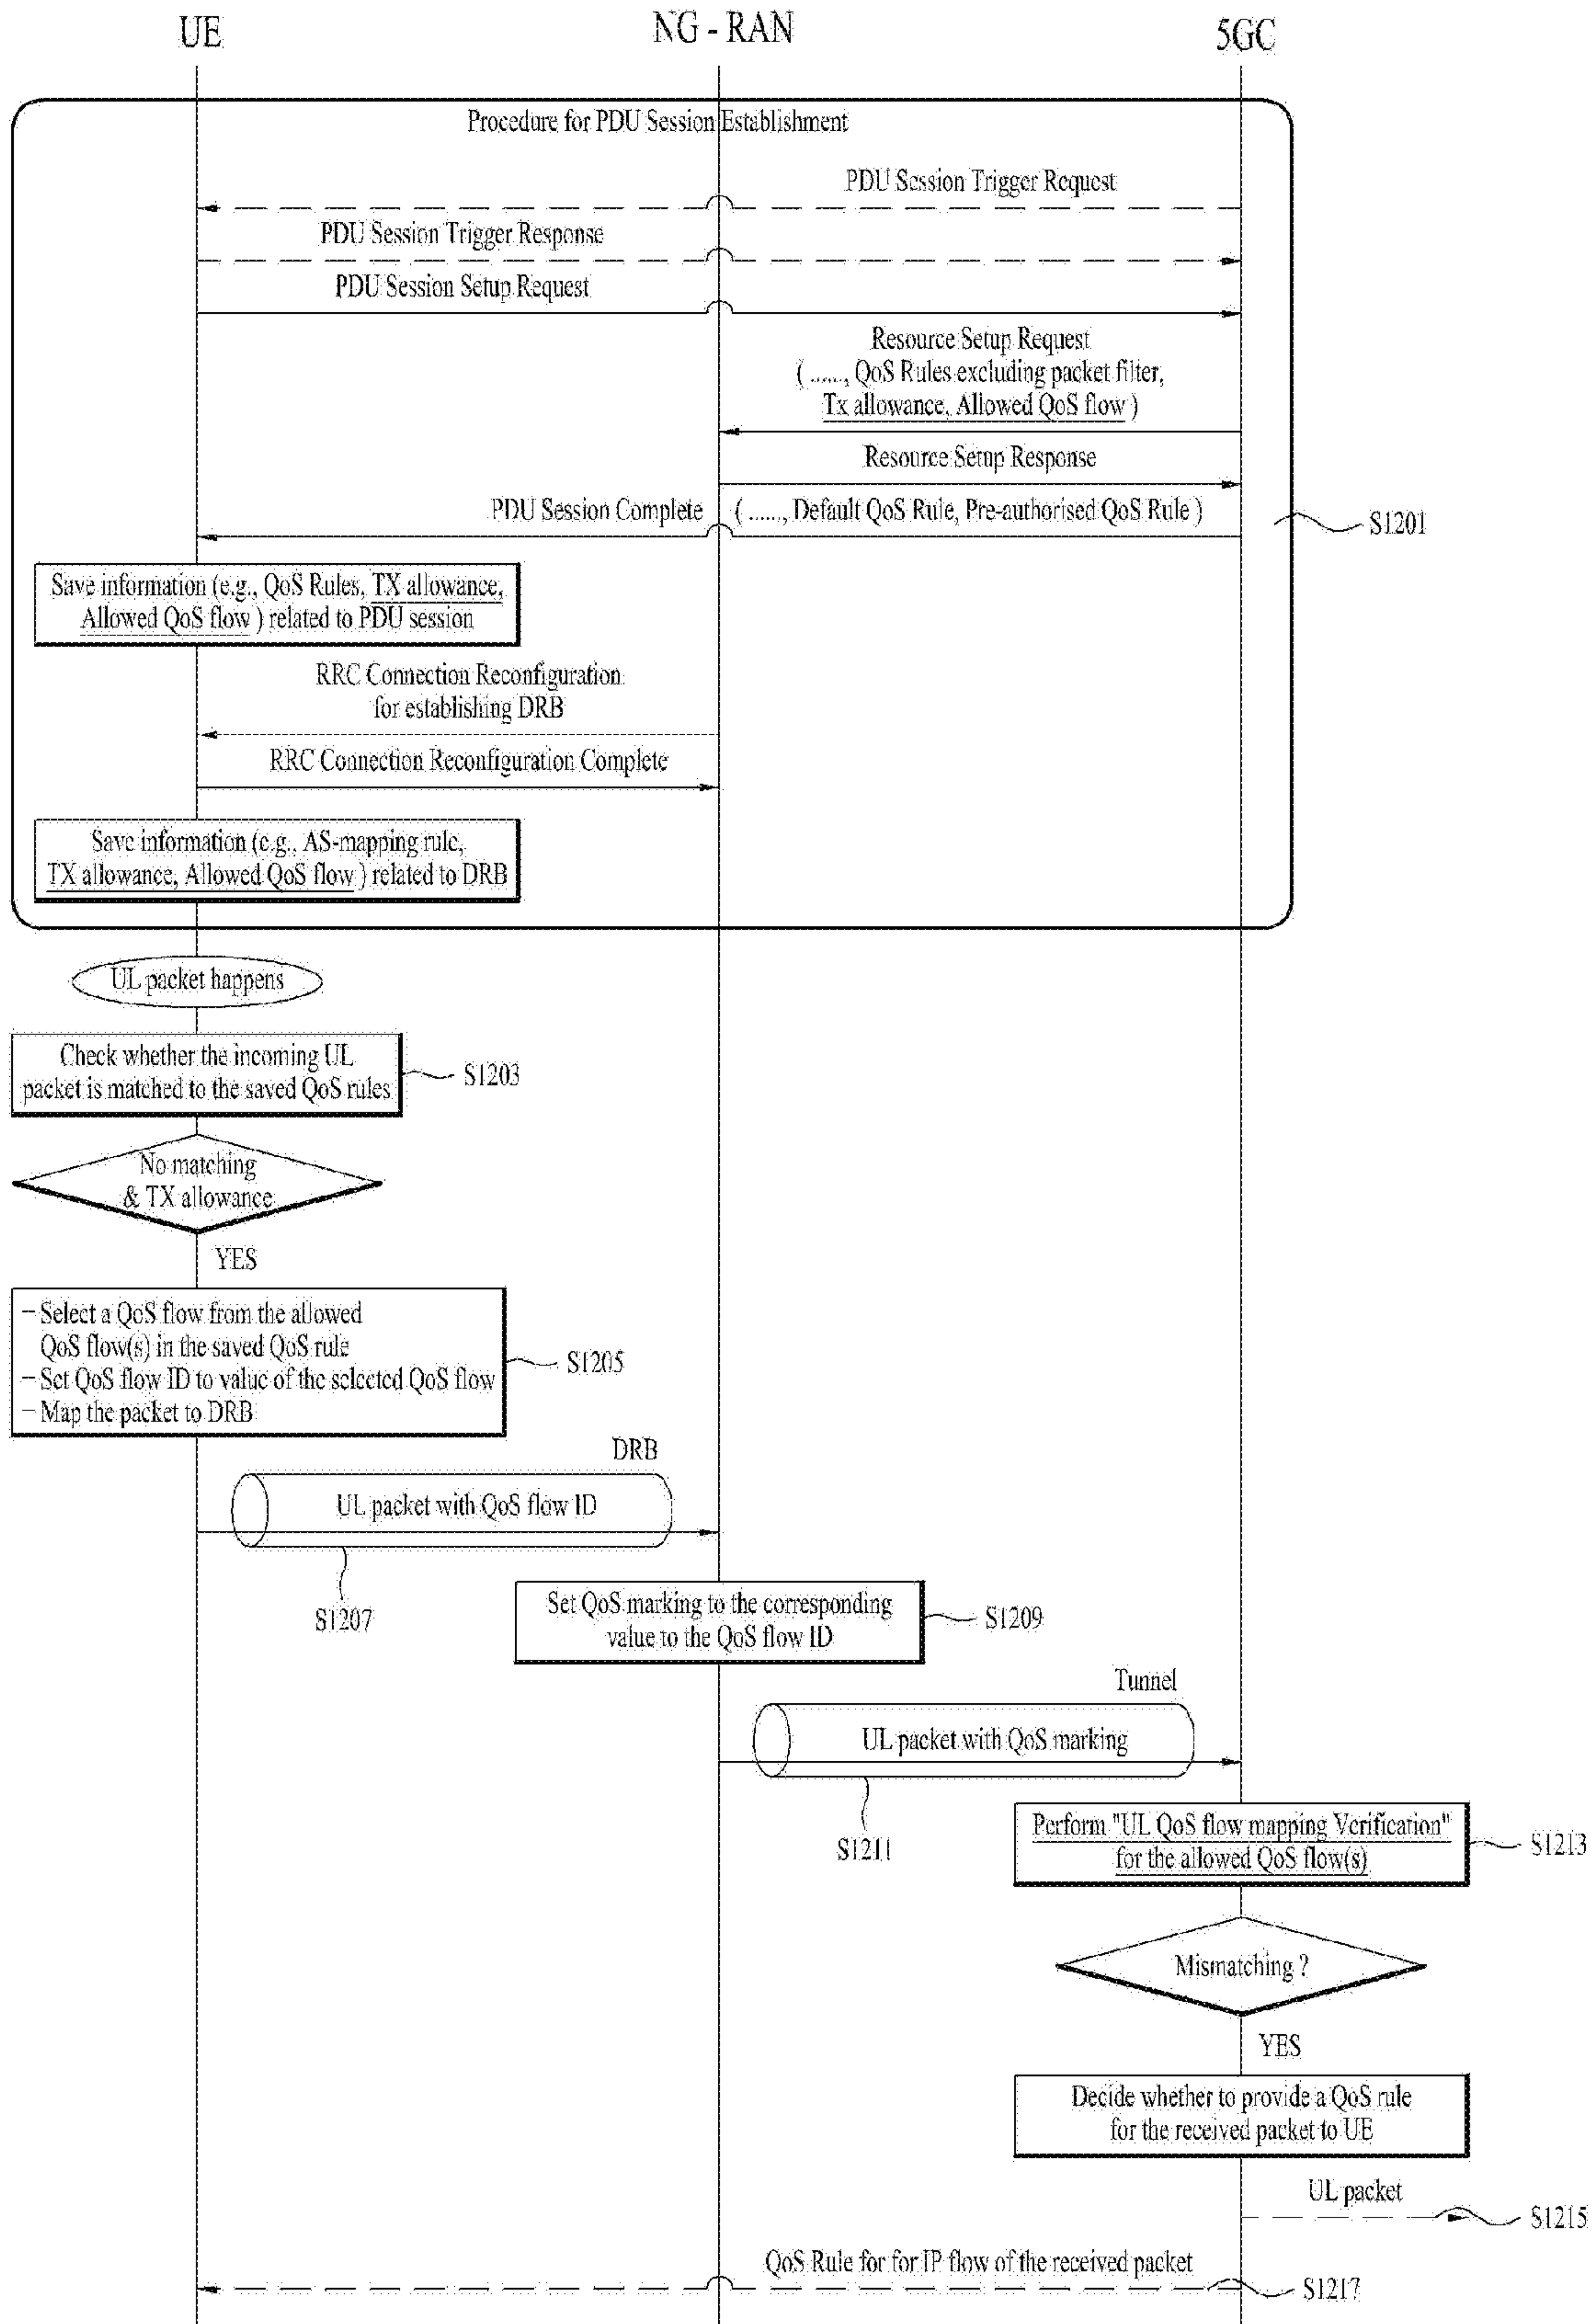 UE
NG - RAN
5GC
Procedure for PDU Session Establishment
PDU Session Trigger Request
PDU Session Trigger Response
PDU Session Setup Request
Resource Setup Request
( ......, QoS Rules excluding packet filter,
Tx allowance, Allowed QoS flow )
Resource Setup Response
PDU Session Complete ( ......, Default QoS Rule, Pre-authorised QoS Rule )
S1201
Save information (e.g., QoS Rules, TX allowance,
Allowed QoS flow ) related to PDU session
RRC Connection Reconfiguration
for establishing DRB
RRC Connection Reconfiguration Complete
Save information (e.g., AS-mapping rule,
TX allowance, Allowed QoS flow ) related to DRB
UL packet happens
Check whether the incoming UL
packet is matched to the saved QoS rules
S1203
No matching
& TX allowance
YES
- Select a QoS flow from the allowed
QoS flow(s) in the saved QoS rule
- Set QoS flow ID to value of the selected QoS flow
- Map the packet to DRB
S1205
DRB
UL packet with QoS flow ID
S1207
Set QoS marking to the corresponding
value to the QoS flow ID
S1209
Tunnel
UL packet with QoS marking
S1211
Perform "UL QoS flow mapping Verification"
for the allowed QoS flow(s)
S1213
Mismatching ?
YES
Decide whether to provide a QoS rule
for the received packet to UE
UL packet
S1215
QoS Rule for for IP flow of the received packet
S1217